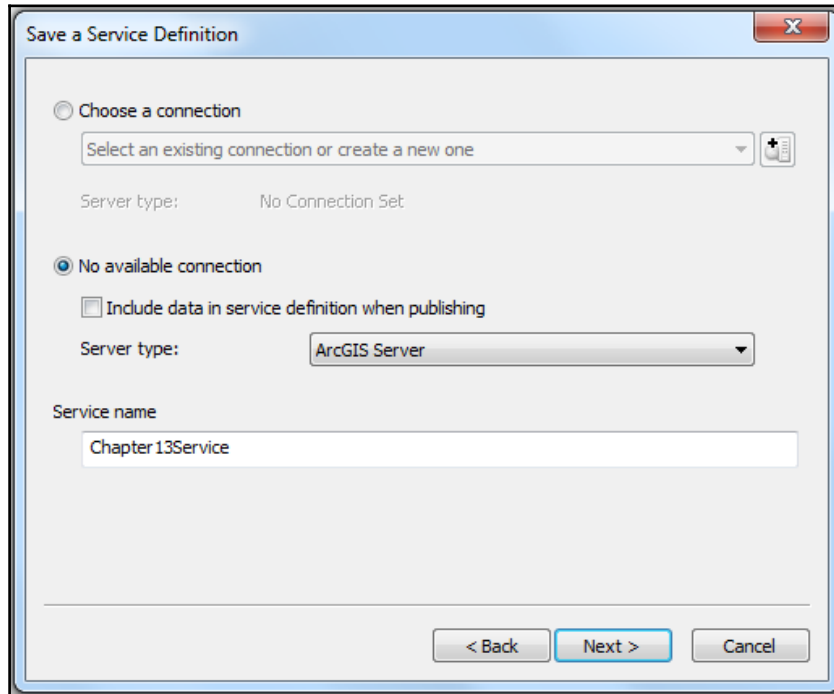 Save a Service Definition
X
Choose a connection
Select an existing connection or create a new one
Server type: No Connection Set
No available connection
Include data in service definition when publishing
Server type: ArcGIS Server
Service name
Chapter13Service
< Back Next > Cancel